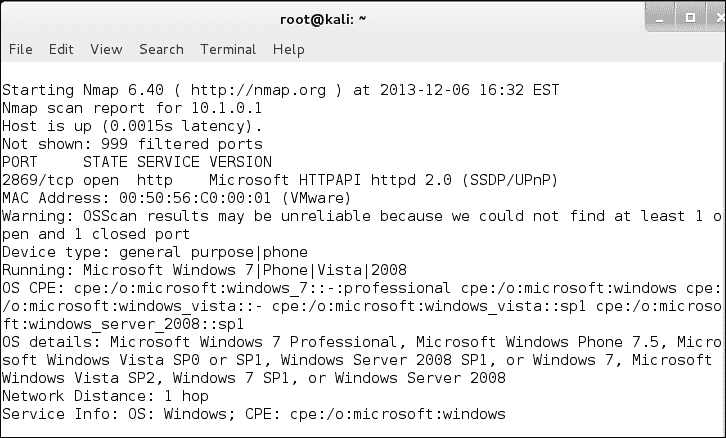 root@kali: ~
File Edit View Search Terminal Help
Starting Nmap 6.40 ( http://nmap.org ) at 2013-12-06 16:32 EST
Nmap scan report for 10.1.0.1
Host is up (0.0015s latency).
Not shown: 999 filtered ports
PORT     STATE SERVICE VERSION
2869/tcp open  http    Microsoft HTTPAPI httpd 2.0 (SSDP/UPnP)
MAC Address: 00:50:56:C0:00:01 (VMware)
Warning: OSScan results may be unreliable because we could not find at least 1 o
pen and 1 closed port
Device type: general purpose|phone
Running: Microsoft Windows 7|Phone|Vista|2008
OS CPE: cpe:/o:microsoft:windows_7::-:professional cpe:/o:microsoft:windows cpe:
/o:microsoft:windows_vista::- cpe:/o:microsoft:windows_vista::sp1 cpe:/o:microso
ft:windows_server_2008::sp1
OS details: Microsoft Windows 7 Professional, Microsoft Windows Phone 7.5, Micro
soft Windows Vista SP0 or SP1, Windows Server 2008 SP1, or Windows 7, Microsoft
Windows Vista SP2, Windows 7 SP1, or Windows Server 2008
Network Distance: 1 hop
Service Info: OS: Windows; CPE: cpe:/o:microsoft:windows